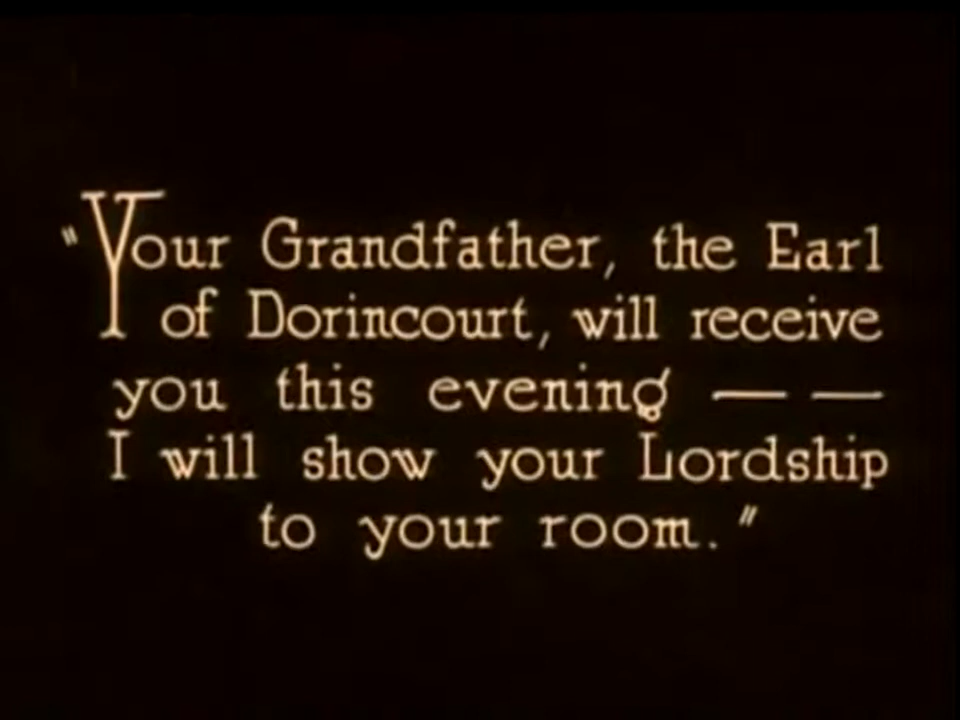 "Your Grandfather, the Earl
of Dorincourt, will receive
you this evening — —
I will show your Lordship
to your room."